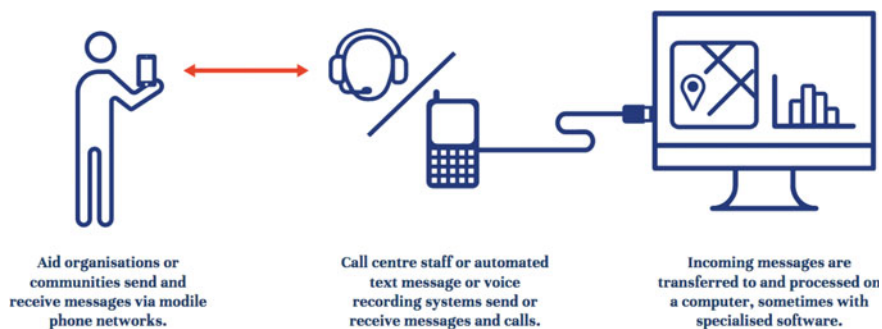 Aid organisations or
communities send and
receive messages via modile
phone networks.
Call centre staff or automated
text message or voice
recording systems send or
receive messages and calls.
Incoming messages are
transferred to and processed on
a computer, sometimes with
specialised software.